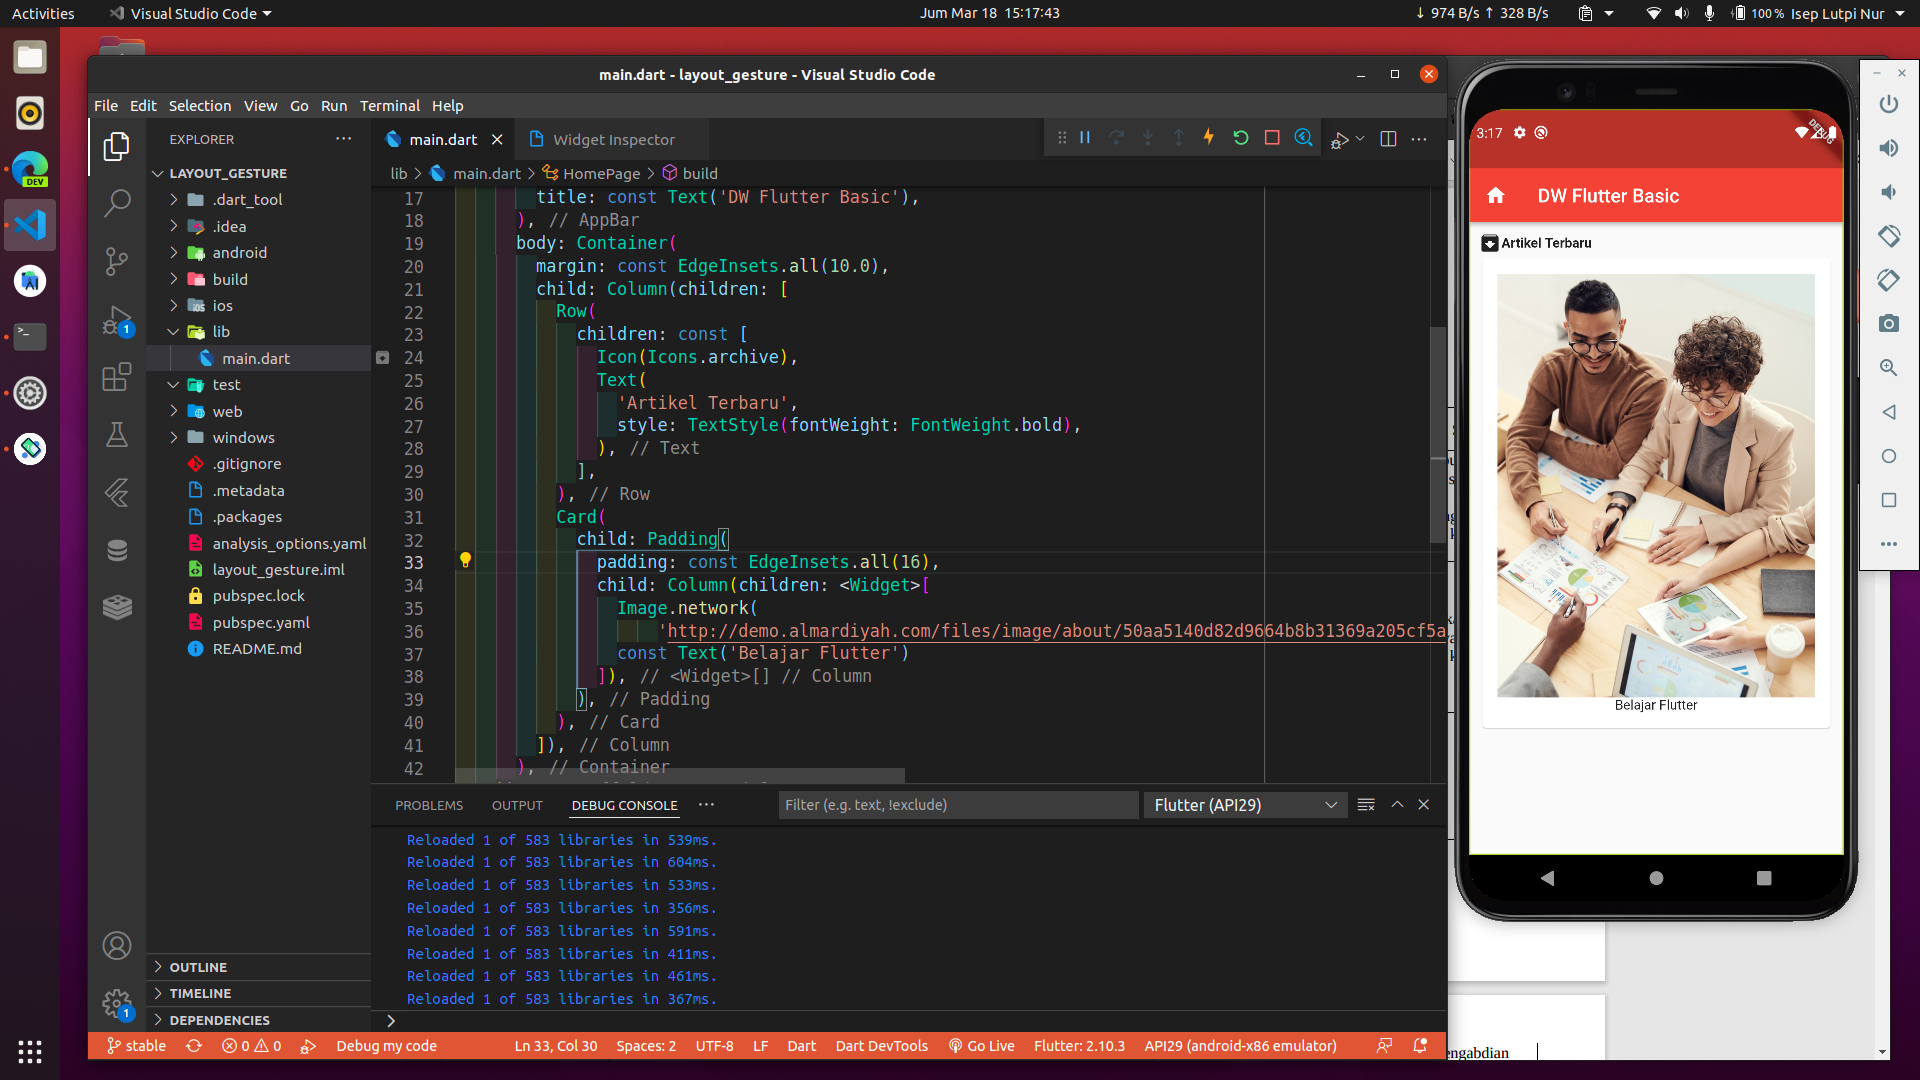 Activities
Visual Studio Code
Jum Mar 18 15:17:43
↓ 974 B/s ↑ 328 B/s
100 %
Isep Lutpi Nur
main.dart - layout_gesture - Visual Studio Code
File Edit Selection View Go Run Terminal Help
EXPLORER
LAYOUT_GESTURE
.dart_tool
.idea
android
build
ios
lib
main.dart
test
web
windows
.gitignore
.metadata
.packages
analysis_options.yaml
layout_gesture.iml
pubspec.lock
pubspec.yaml
README.md
OUTLINE
TIMELINE
DEPENDENCIES
DEV
1
1
main.dart
Widget Inspector
lib > main.dart > HomePage > build
17 title: const Text('DW Flutter Basic'),
18 ), // AppBar
19 body: Container(
20 margin: const EdgeInsets.all(10.0),
21 child: Column(children: [
22 Row(
23 children: const [
24 Icon(Icons.archive),
25 Text(
26 'Artikel Terbaru',
27 style: TextStyle(fontWeight: FontWeight.bold),
28 ), // Text
29 ],
30 ), // Row
31 Card(
32 child: Padding(
33 padding: const EdgeInsets.all(16),
34 child: Column(children: <Widget>[
35 Image.network(
36 'http://demo.almardiyah.com/files/image/about/50aa5140d82d9664b8b31369a205cf5a
37 const Text('Belajar Flutter')
38 ]), // <Widget>[] // Column
39 ), // Padding
40 ), // Card
41 ]), // Column
42 ), // Container
PROBLEMS
OUTPUT
DEBUG CONSOLE
Filter (e.g. text, !exclude)
Flutter (API29)
Reloaded 1 of 583 libraries in 539ms.
Reloaded 1 of 583 libraries in 604ms.
Reloaded 1 of 583 libraries in 533ms.
Reloaded 1 of 583 libraries in 356ms.
Reloaded 1 of 583 libraries in 591ms.
Reloaded 1 of 583 libraries in 411ms.
Reloaded 1 of 583 libraries in 461ms.
Reloaded 1 of 583 libraries in 367ms.
stable
0
0
Debug my code
Ln 33, Col 30
Spaces: 2
UTF-8
LF
Dart
Dart DevTools
Go Live
Flutter: 2.10.3
API29 (android-x86 emulator)
3:17
DEBUG
DW Flutter Basic
Artikel Terbaru
Belajar Flutter
engabdian